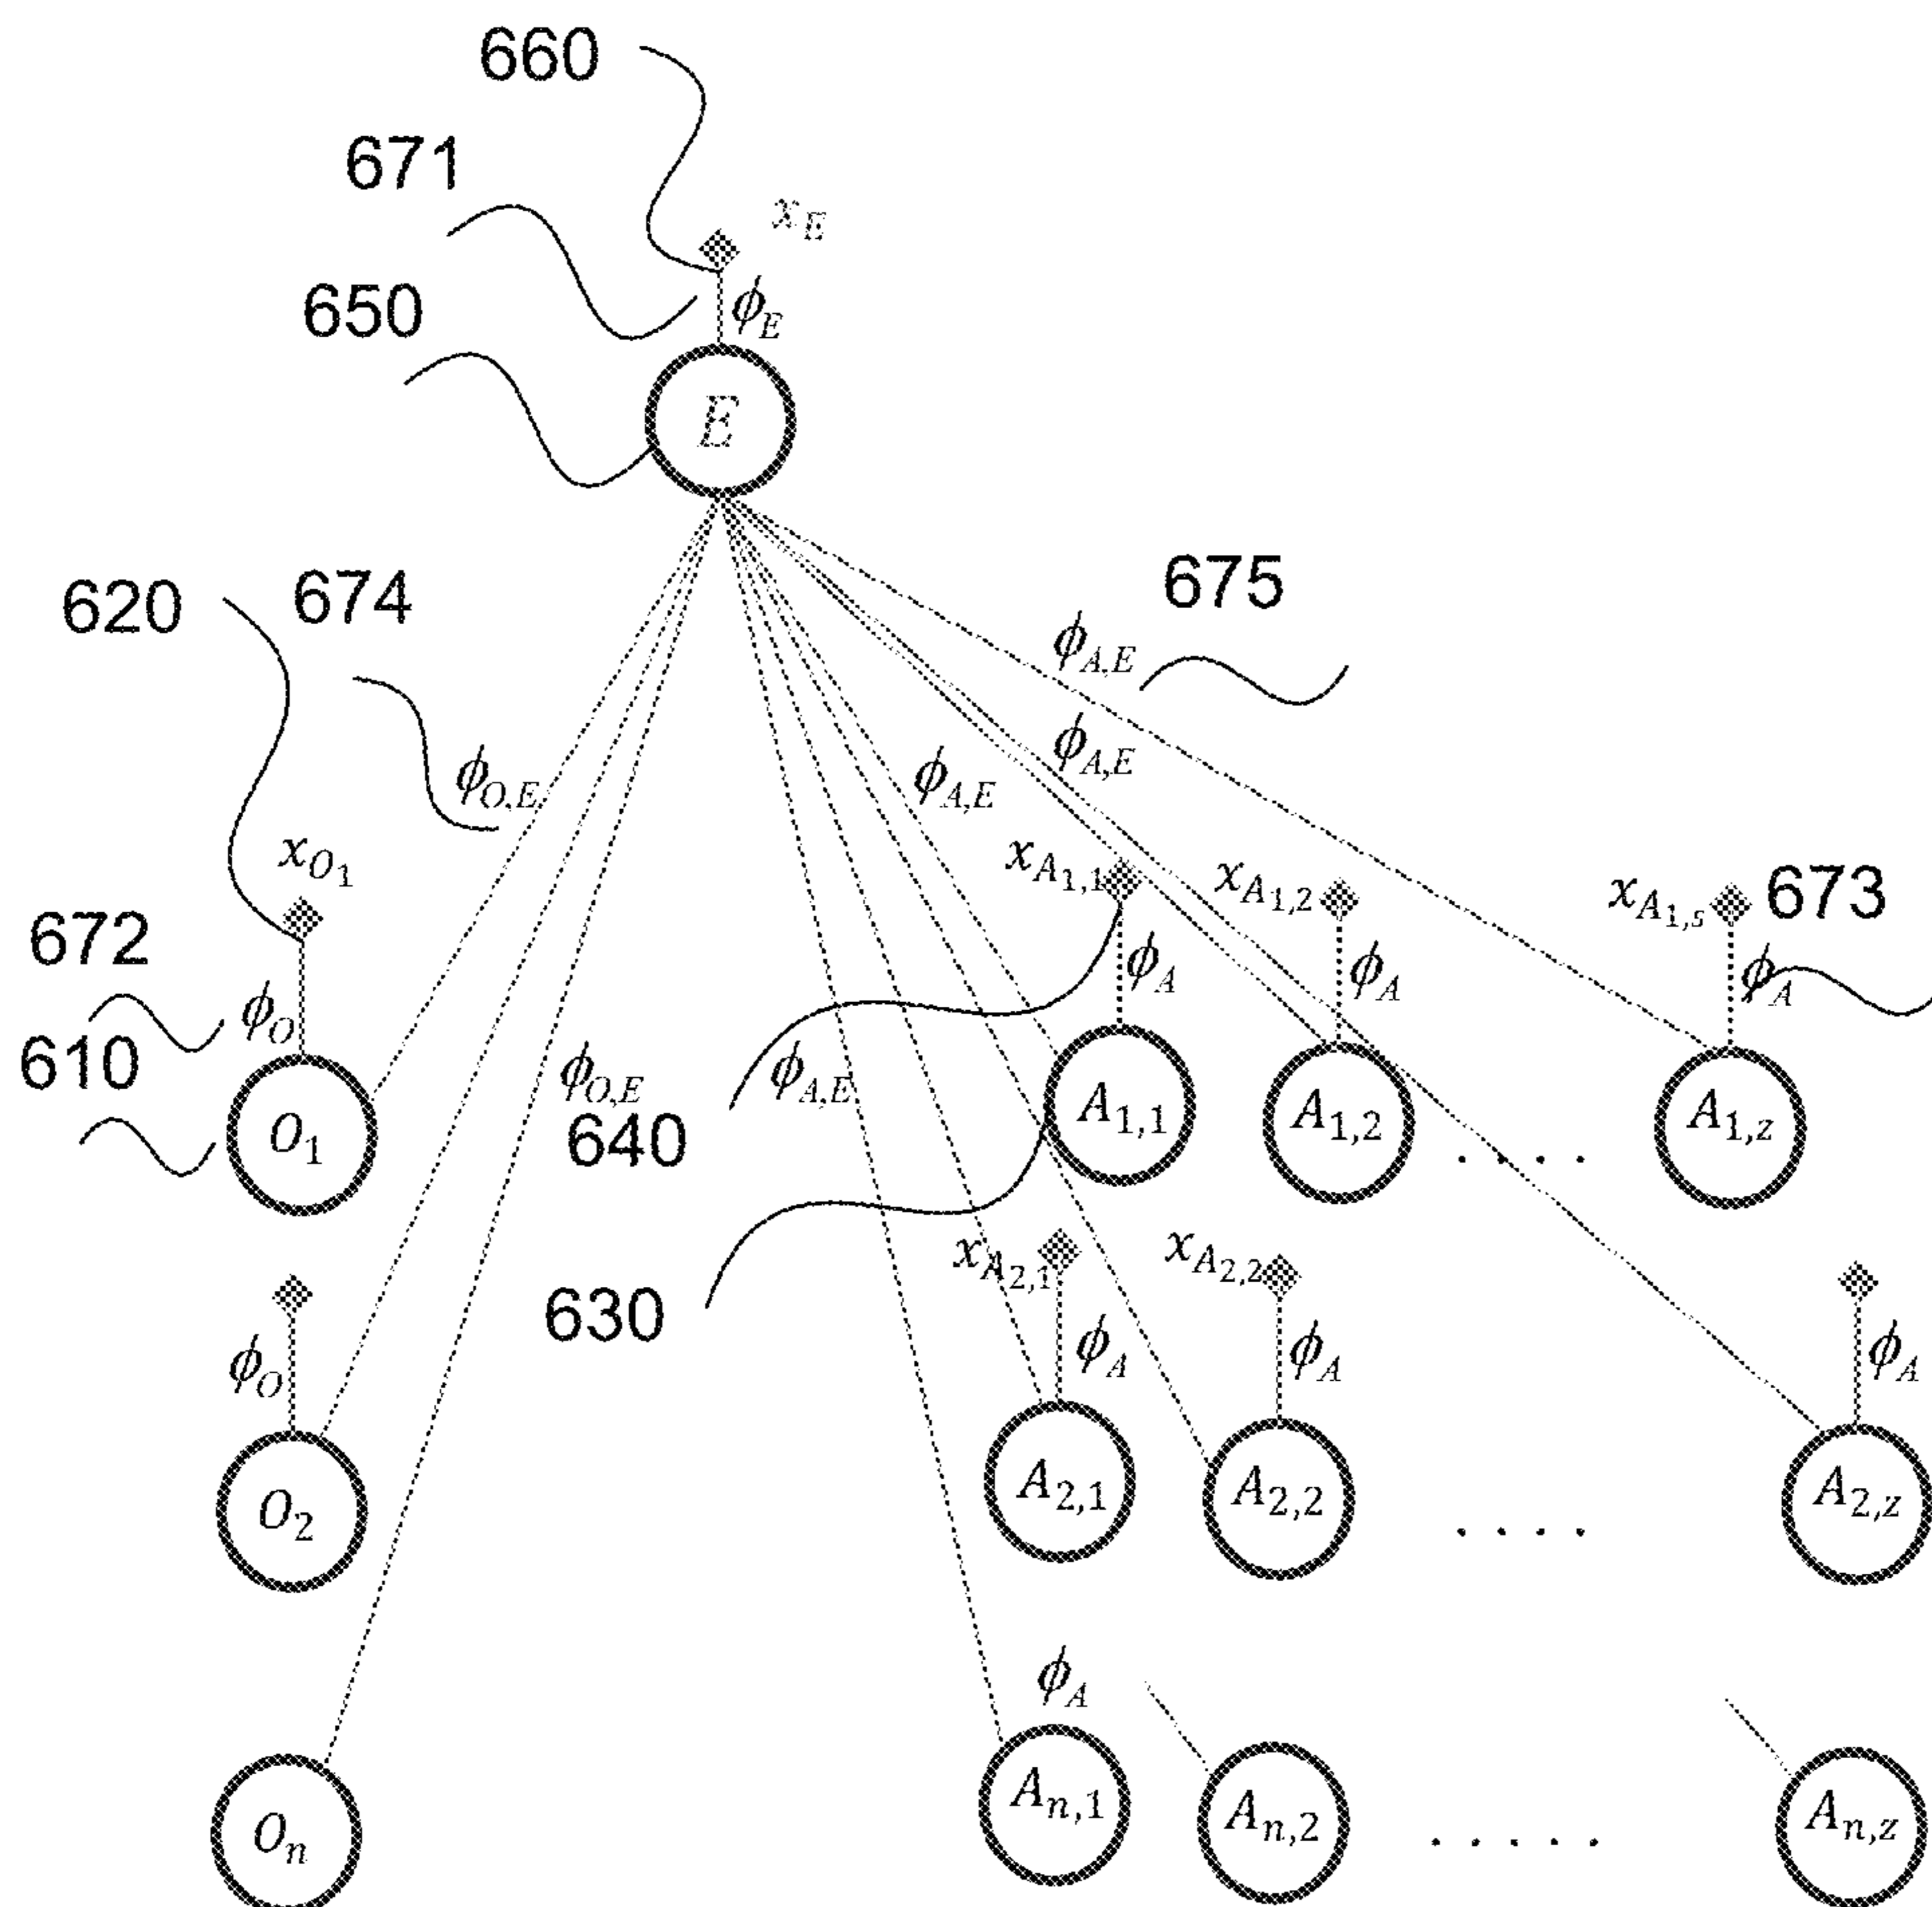 660
671
x_E
650
ϕ_E
E
675
620
674
ϕ_{A,E}
ϕ_{A,E}
ϕ_{O,E}
ϕ_{A,E}
x_{O_1}
x_{A_{1,1}}
x_{A_{1,2}}
x_{A_{1,s}}
673
672
ϕ_A
ϕ_A
ϕ_A
ϕ_O
610
ϕ_{O,E}
ϕ_{A,E}
O_1
640
A_{1,1}
A_{1,2}
. . . .
A_{1,z}
x_{A_{2,1}}
x_{A_{2,2}}
630
ϕ_O
ϕ_A
ϕ_A
ϕ_A
O_2
A_{2,1}
A_{2,2}
. . . .
A_{2,z}
ϕ_A
O_n
A_{n,1}
A_{n,2}
. . . . .
A_{n,z}